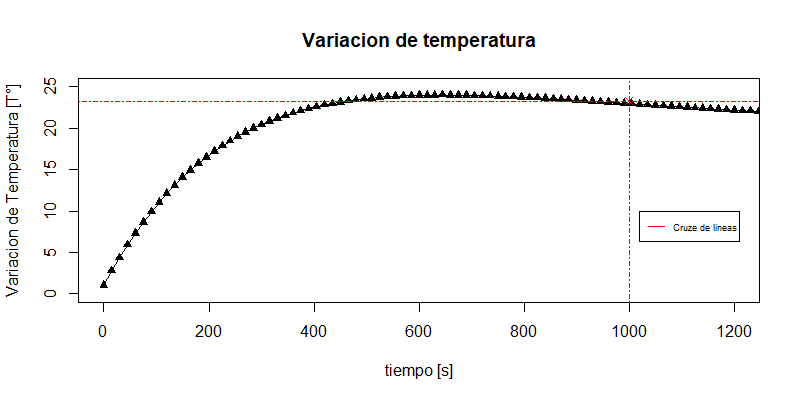 Variacion de temperatura
Variacion de Temperatura [T°]
25
20
15
10
5
0
Cruze de lineas
0 200 400 600 800 1000 1200
tiempo [s]